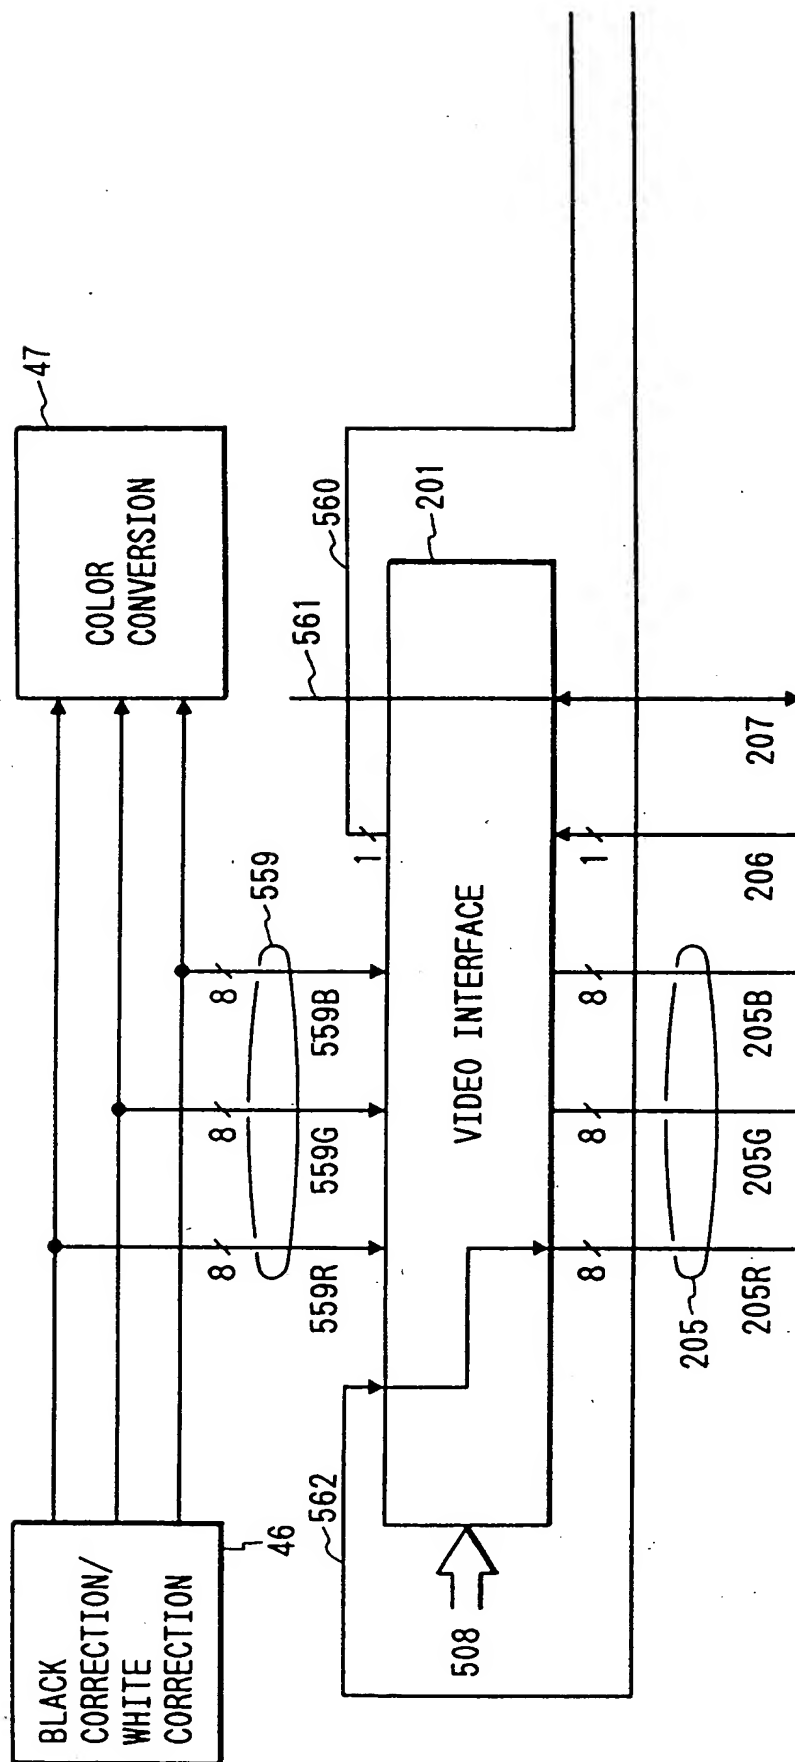 BLACK
CORRECTION/
WHITE
CORRECTION
46
COLOR
CONVERSION
47
8
8
8
559
559R
559G
559B
1
560
561
201
562
508
VIDEO INTERFACE
8
8
8
1
205
205R
205G
205B
206
207